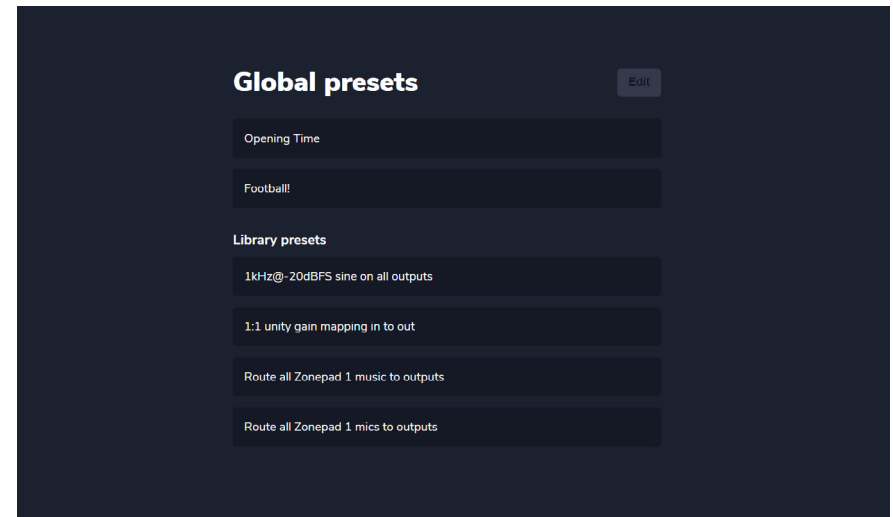 Global presets
Edit
Opening Time
Football!
Library presets
1kHz@-20dBFS sine on all outputs
1:1 unity gain mapping in to out
Route all Zonepad 1 music to outputs
Route all Zonepad 1 mics to outputs